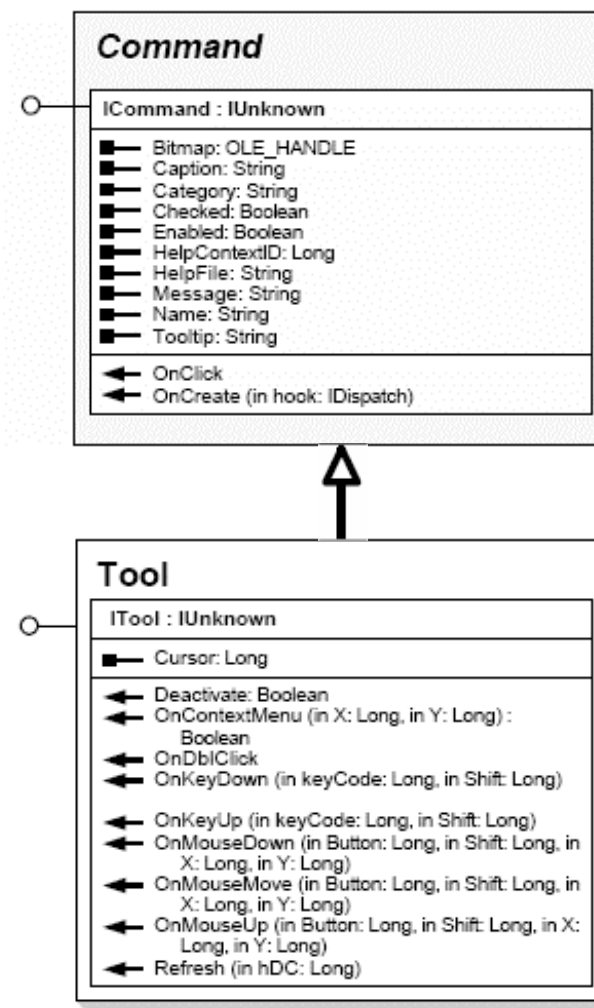 Command
ICommand : IUnknown
Bitmap: OLE_HANDLE
Caption: String
Category: String
Checked: Boolean
Enabled: Boolean
HelpContextID: Long
HelpFile: String
Message: String
Name: String
Tooltip: String
OnClick
OnCreate (in hook: IDispatch)
Tool
ITool : IUnknown
Cursor: Long
Deactivate: Boolean
OnContextMenu (in X: Long, in Y: Long) :
Boolean
OnDblClick
OnKeyDown (in keyCode: Long, in Shift: Long)
OnKeyUp (in keyCode: Long, in Shift: Long)
OnMouseDown (in Button: Long, in Shift: Long, in
X: Long, in Y: Long)
OnMouseMove (in Button: Long, in Shift: Long, in
X: Long, in Y: Long)
OnMouseUp (in Button: Long, in Shift: Long, in X:
Long, in Y: Long)
Refresh (in hDC: Long)